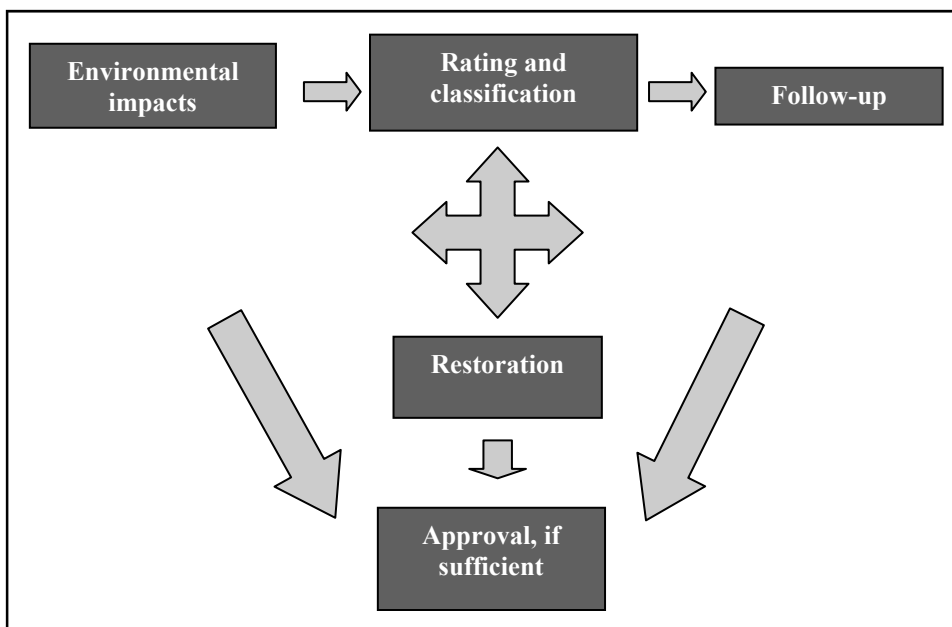 Environmental
impacts
Rating and
classification
Follow-up
Restoration
Approval, if
sufficient